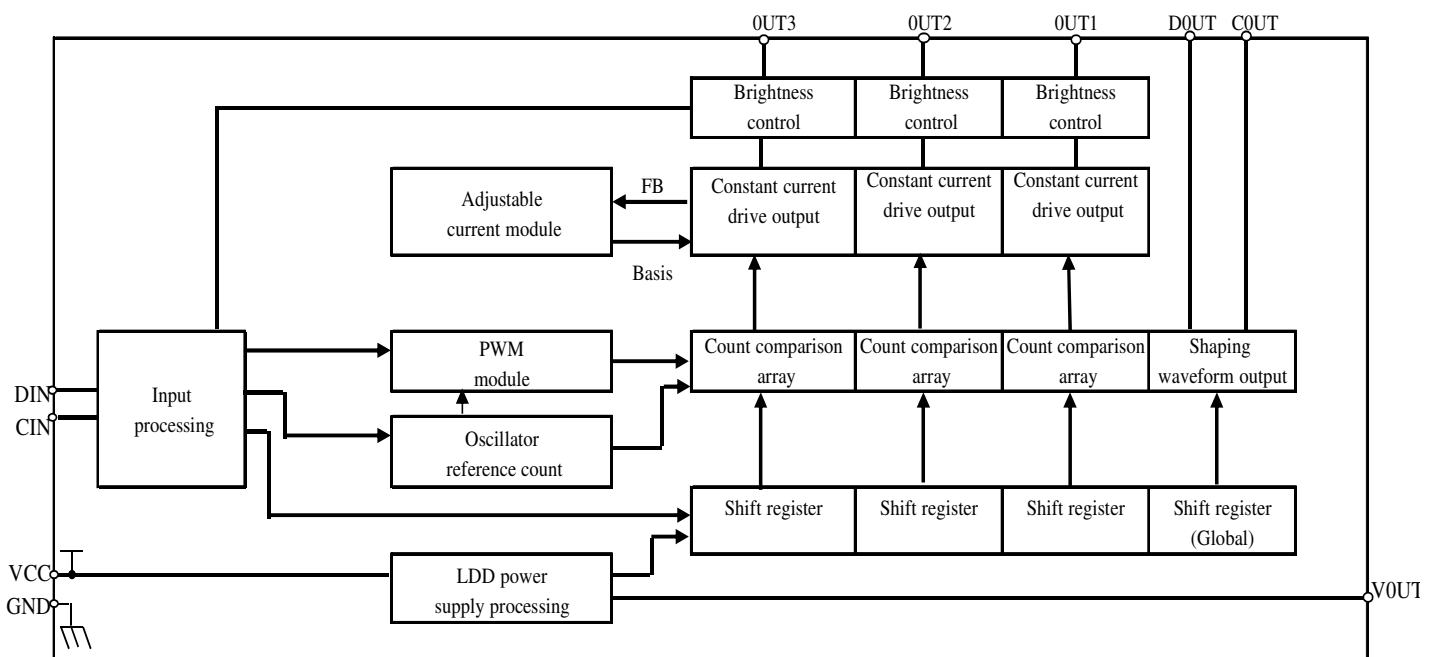 0UT3 0UT2 0UT1 D0UT C0UT
Brightness control
Brightness control
Brightness control
Adjustable current module
FB
Basis
Constant current drive output
Constant current drive output
Constant current drive output
DIN
CIN
Input processing
PWM module
Oscillator reference count
Count comparison array
Count comparison array
Count comparison array
Shaping waveform output
Shift register
Shift register
Shift register
Shift register (Global)
VCC
GND
LDD power supply processing
V0UT